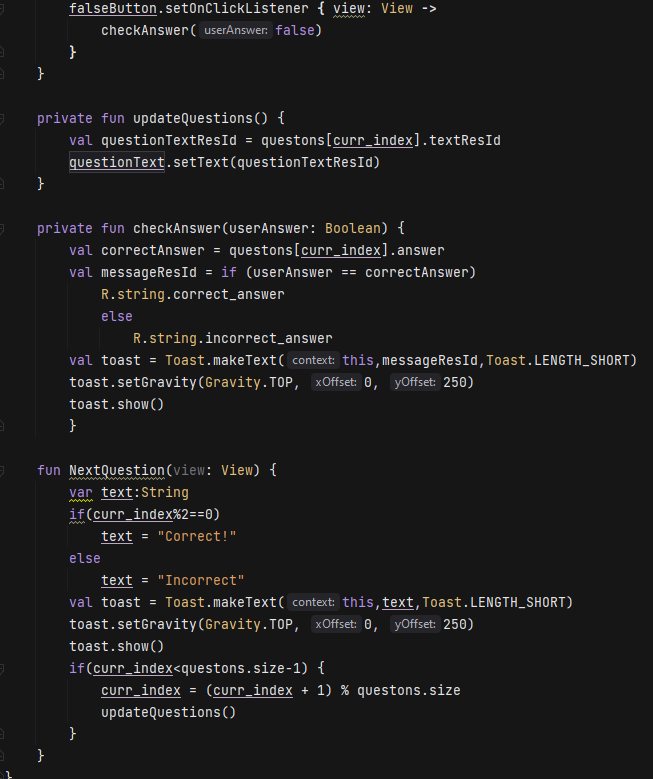 falseButton.setOnClickListener { view: View ->
checkAnswer( userAnswer: false)
}
}
private fun updateQuestions() {
val questionTextResId = questons[curr_index].textResId
questionText.setText(questionTextResId)
}
private fun checkAnswer(userAnswer: Boolean) {
val correctAnswer = questons[curr_index].answer
val messageResId = if (userAnswer == correctAnswer)
R.string.correct_answer
else
R.string.incorrect_answer
val toast = Toast.makeText( context: this,messageResId,Toast.LENGTH_SHORT)
toast.setGravity(Gravity.TOP, xOffset: 0, yOffset: 250)
toast.show()
}
fun NextQuestion(view: View) {
var text:String
if(curr_index%2==0)
text = "Correct!"
else
text = "Incorrect"
val toast = Toast.makeText( context: this,text,Toast.LENGTH_SHORT)
toast.setGravity(Gravity.TOP, xOffset: 0, yOffset: 250)
toast.show()
if(curr_index<questons.size-1) {
curr_index = (curr_index + 1) % questons.size
updateQuestions()
}
}
}